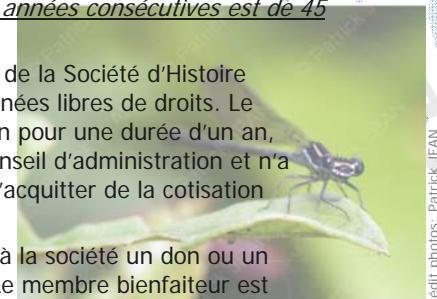 années consécutives est de 45
de la Société d'Histoire
nées libres de droits. Le
n pour une durée d'un an,
nseil d'administration et n'a
'acquitter de la cotisation
à la société un don ou un
e membre bienfaiteur est
édit photos : Patrick JEAN